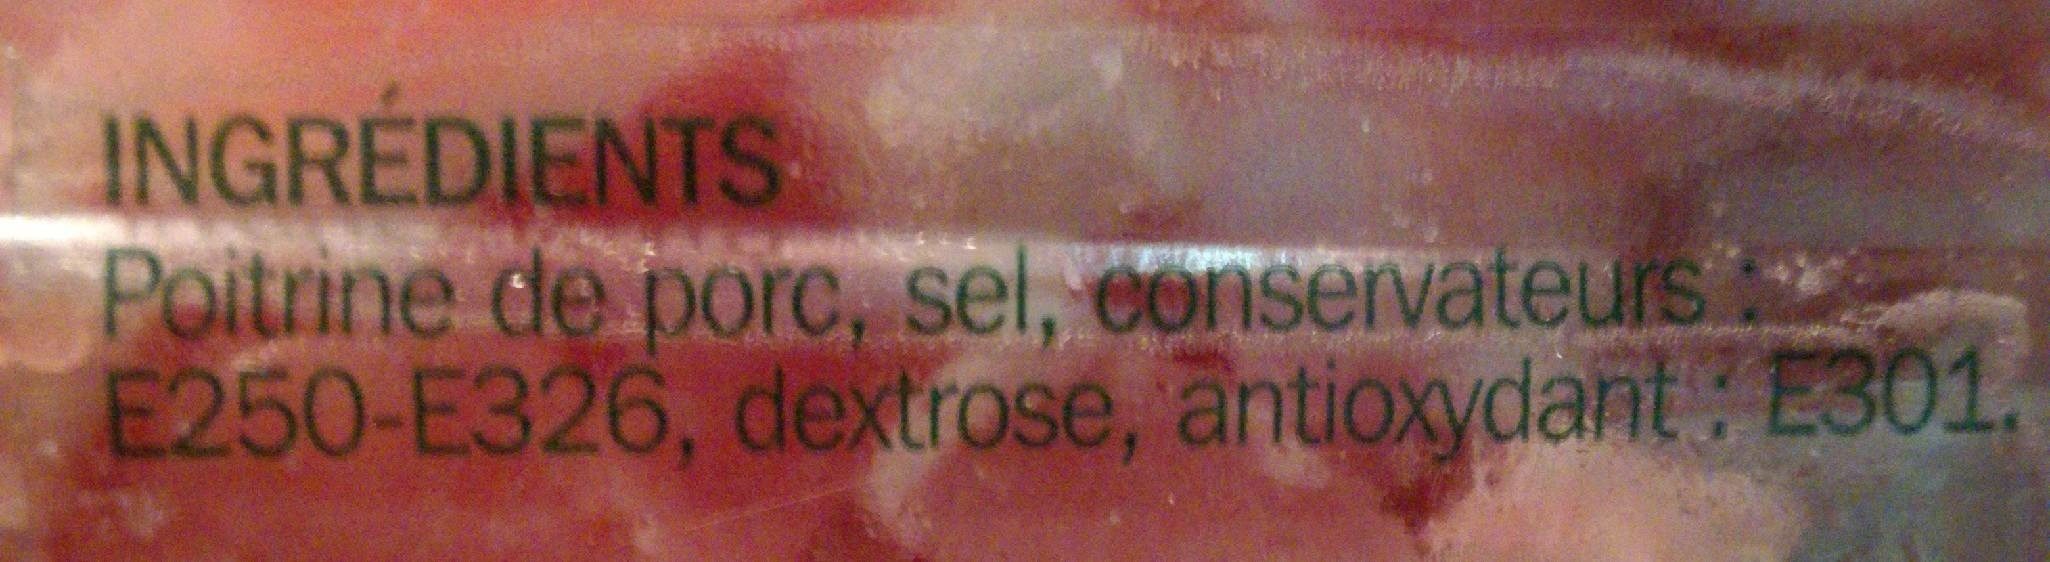 INGRÉDIENTS
Poitrine de porc, sel, conservateurs :
E250-E326, dextrose, antioxydant : E301.